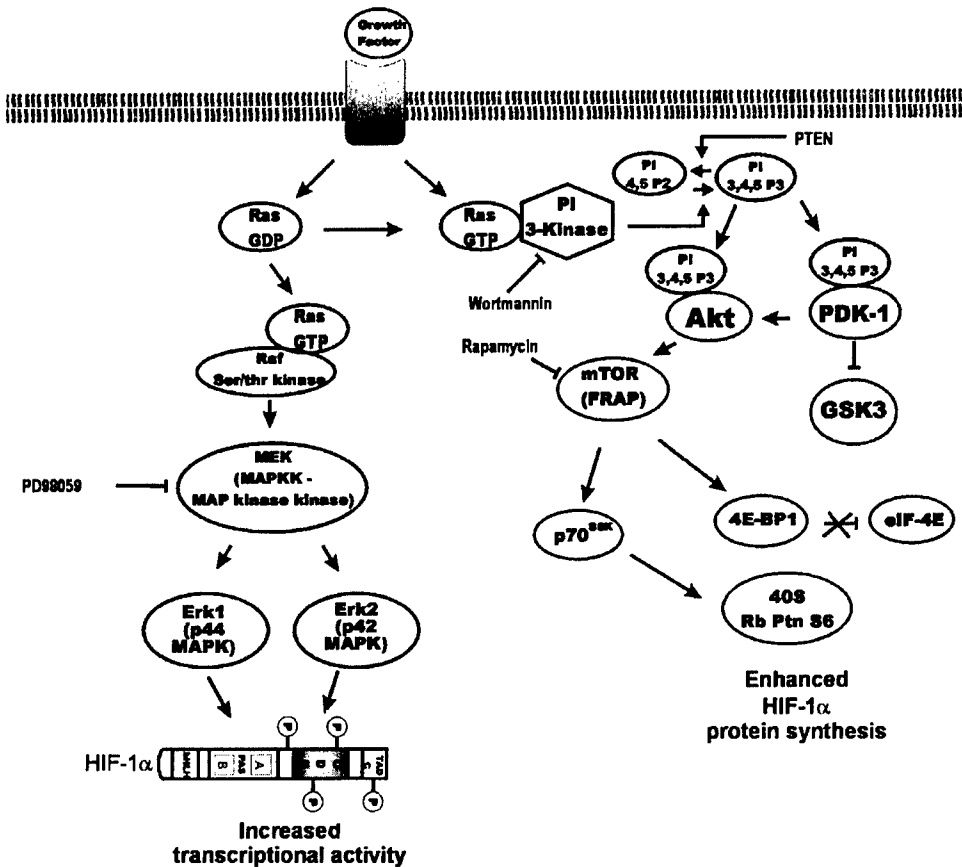 Growth
Factor
PTEN
PI
4,5 P2
PI
3,4,5 P3
Ras
GDP
Ras
GTP
PI
3-Kinase
PI
3,4,5 P3
PI
3,4,5 P3
Wortmannin
Akt
PDK-1
Ras
GTP
Raf
Ser/thr kinase
Rapamycin
mTOR
(FRAP)
GSK3
MEK
(MAPKK -
MAP kinase kinase)
PD98059
p70
4E-BP1
eIF-4E
Erk1
(p44
MAPK)
Erk2
(p42
MAPK)
40S
Rb Ptn S6
Enhanced
HIF-1α
protein synthesis
P
P
HIF-1α
B
PAS
A
D
TAD
P
P
Increased
transcriptional activity